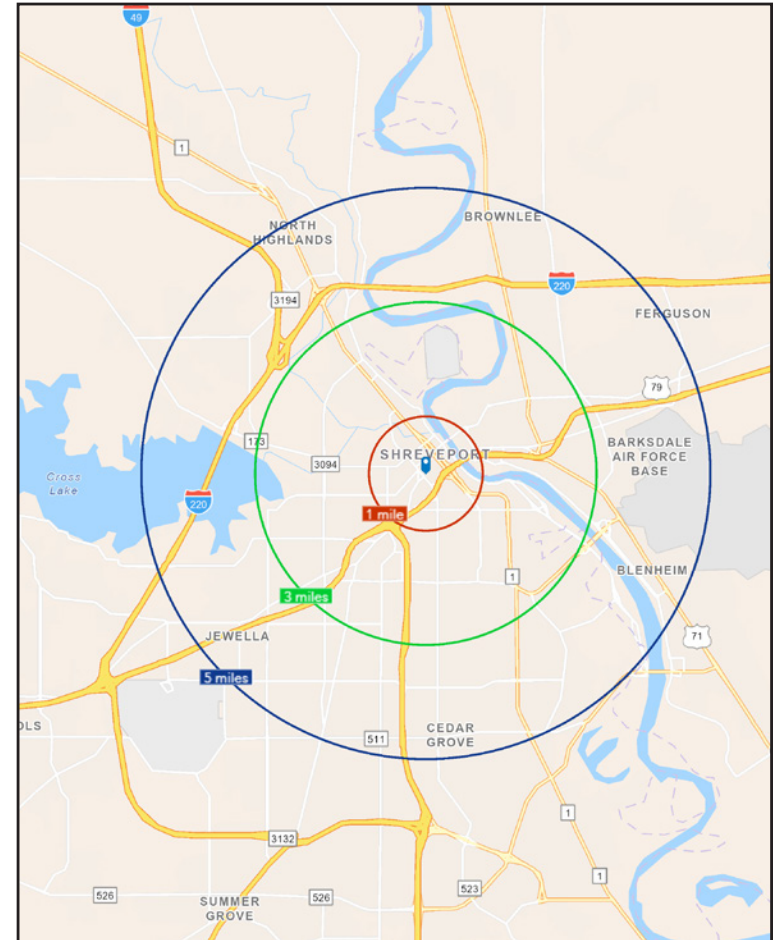 49
1
BROWNLEE
NORTH
HIGHLANDS
220
3194
FERGUSON
79
173
BARKSDALE
AIR FORCE
BASE
SHREVEPORT
3094
Cross
Lake
220
1 mile
BLENHEIM
1
3 miles
JEWELLA
71
5 miles
OLS
CEDAR
GROVE
511
1
3132
1
523
526
526
SUMMER
GROVE